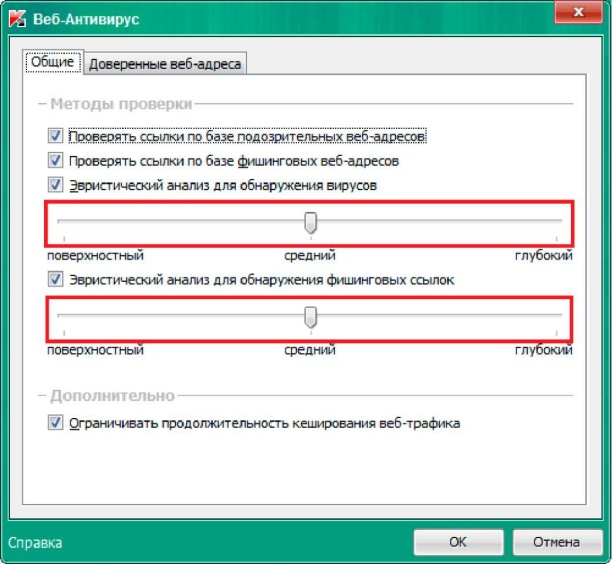 Веб-Антивирус
Общие Доверенные веб-адреса
Методы проверки
Проверять ссылки по базе подозрительных веб-адресов
Проверять ссылки по базе фишинговых веб-адресов
Эвристический анализ для обнаружения вирусов
поверхностный средний глубокий
Эвристический анализ для обнаружения фишинговых ссылок
поверхностный средний глубокий
Дополнительно
Ограничивать продолжительность кеширования веб-трафика
Справка OK Отмена